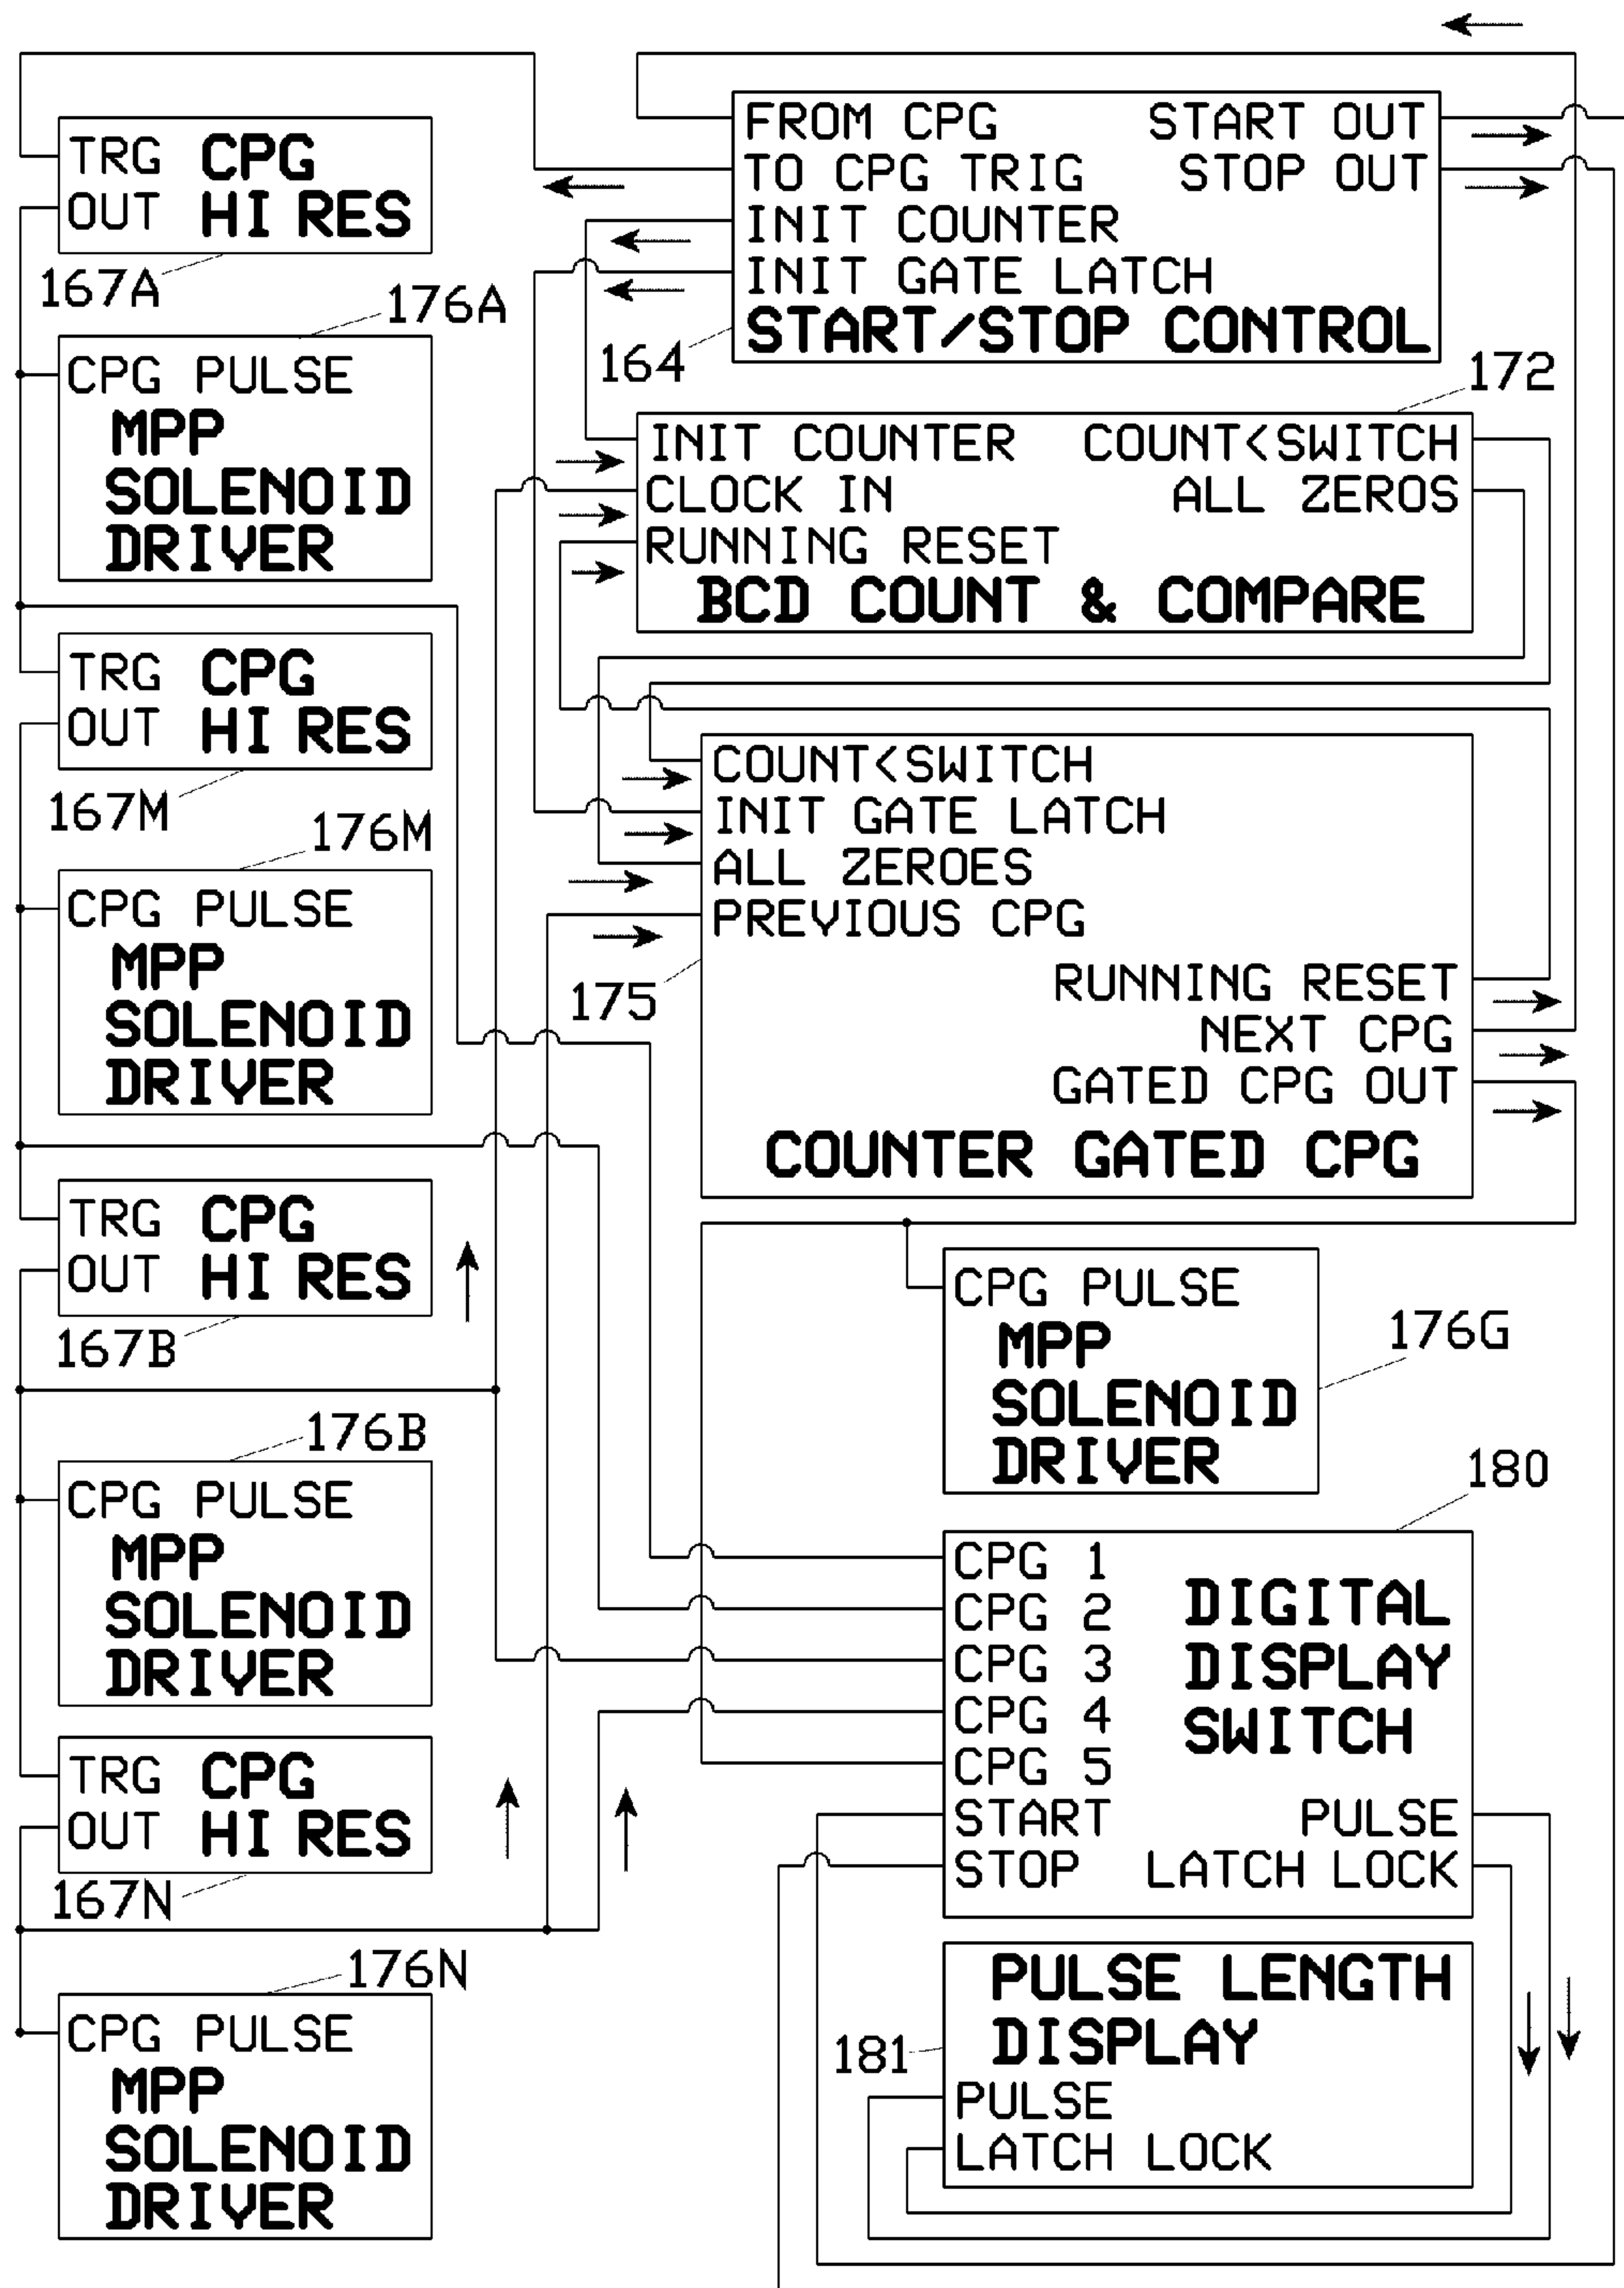 TRG CPG
OUT HI RES
167A
176A
CPG PULSE
MPP
SOLENOID
DRIVER
TRG CPG
OUT HI RES
167M
176M
CPG PULSE
MPP
SOLENOID
DRIVER
TRG CPG
OUT HI RES
167B
176B
CPG PULSE
MPP
SOLENOID
DRIVER
TRG CPG
OUT HI RES
167N
176N
CPG PULSE
MPP
SOLENOID
DRIVER
FROM CPG START OUT
TO CPG TRIG STOP OUT
INIT COUNTER
INIT GATE LATCH
START/STOP CONTROL
164
172
INIT COUNTER COUNT<SWITCH
CLOCK IN ALL ZEROS
RUNNING RESET
BCD COUNT & COMPARE
COUNT<SWITCH
INIT GATE LATCH
ALL ZEROES
PREVIOUS CPG
175
RUNNING RESET
NEXT CPG
GATED CPG OUT
COUNTER GATED CPG
CPG PULSE
MPP
SOLENOID
DRIVER
176G
180
CPG 1
CPG 2
CPG 3
CPG 4
CPG 5
DIGITAL
DISPLAY
SWITCH
START PULSE
STOP LATCH LOCK
PULSE LENGTH
DISPLAY
181
PULSE
LATCH LOCK